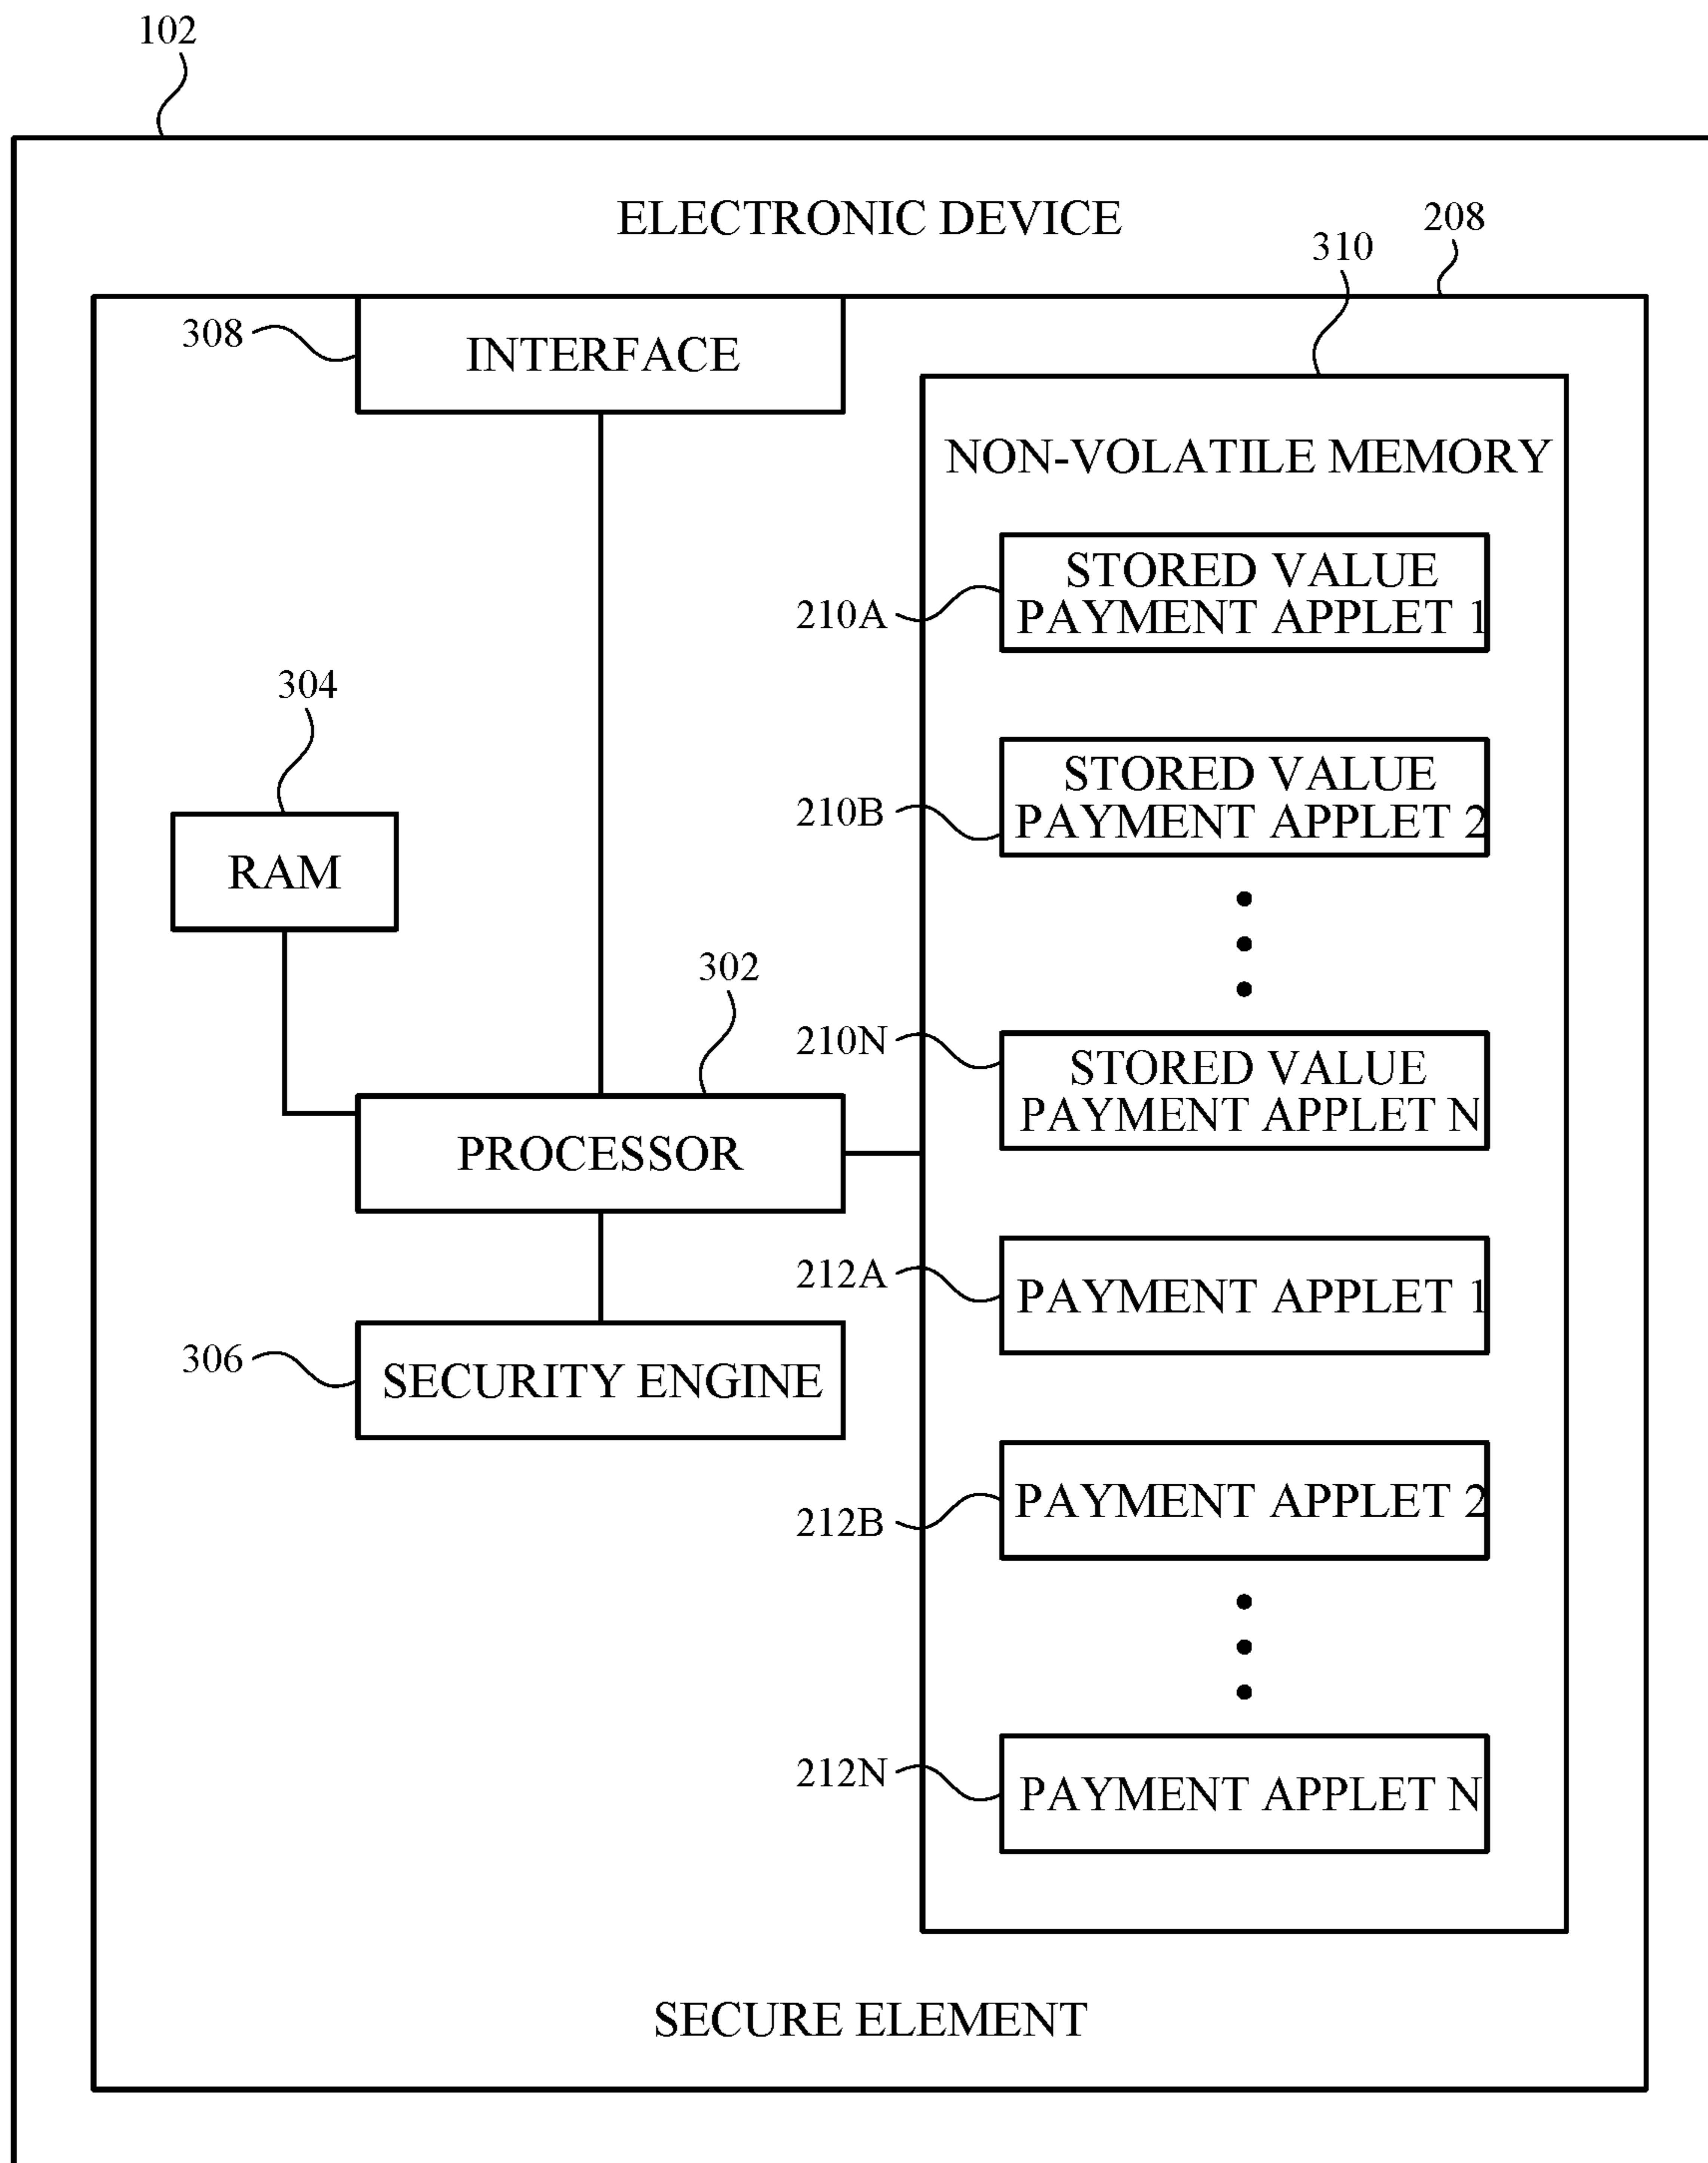 102
ELECTRONIC DEVICE
208
310
308
INTERFACE
NON-VOLATILE MEMORY
STORED VALUE
PAYMENT APPLET 1
210A
304
STORED VALUE
PAYMENT APPLET 2
210B
RAM
302
210N
STORED VALUE
PAYMENT APPLET N
PROCESSOR
212A
PAYMENT APPLET 1
306
SECURITY ENGINE
PAYMENT APPLET 2
212B
212N
PAYMENT APPLET N
SECURE ELEMENT